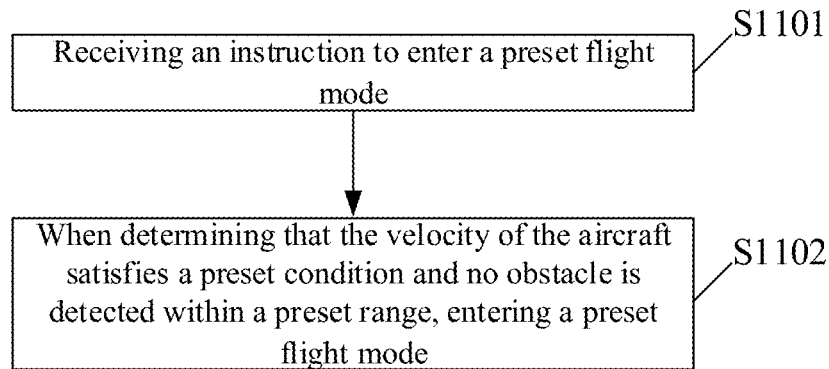 S1101
Receiving an instruction to enter a preset flight
mode
S1102
When determining that the velocity of the aircraft
satisfies a preset condition and no obstacle is
detected within a preset range, entering a preset
flight mode